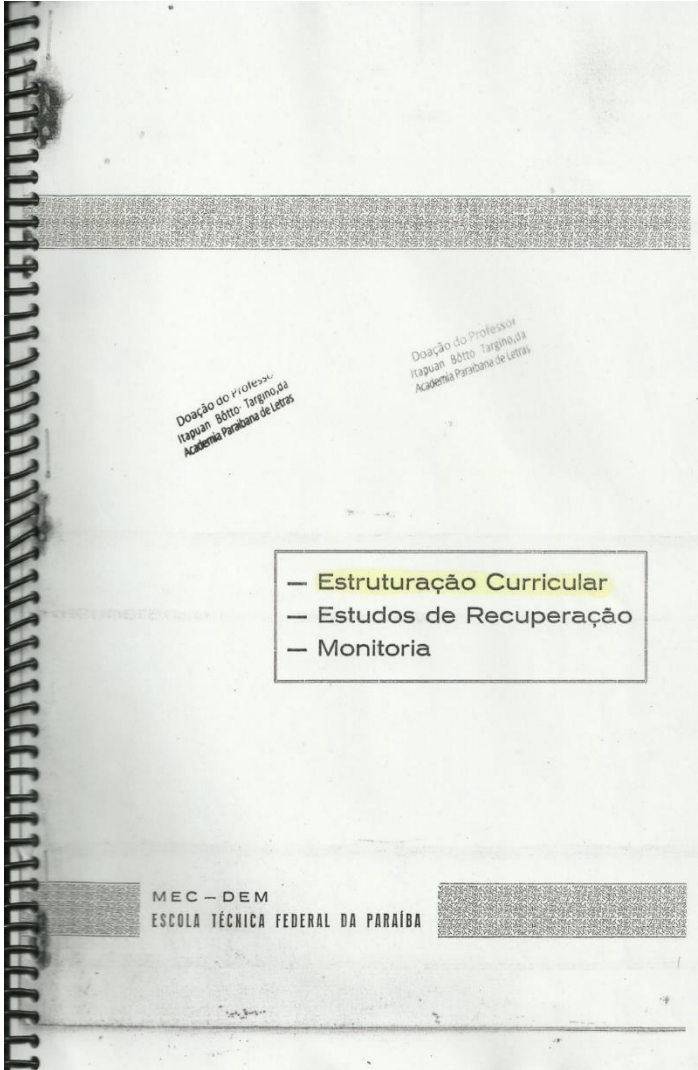 Doação do Professor
Itapuan Bôtto Targino,da
Academia Paraibana de Letras
Doação do Professo
Itapuan Bôtto Targino,da
Academia Paraibana de Letras
— Estruturação Curricular
— Estudos de Recuperação
— Monitoria
MEC – DEM
ESCOLA TÉCNICA FEDERAL DA PARAÍBA